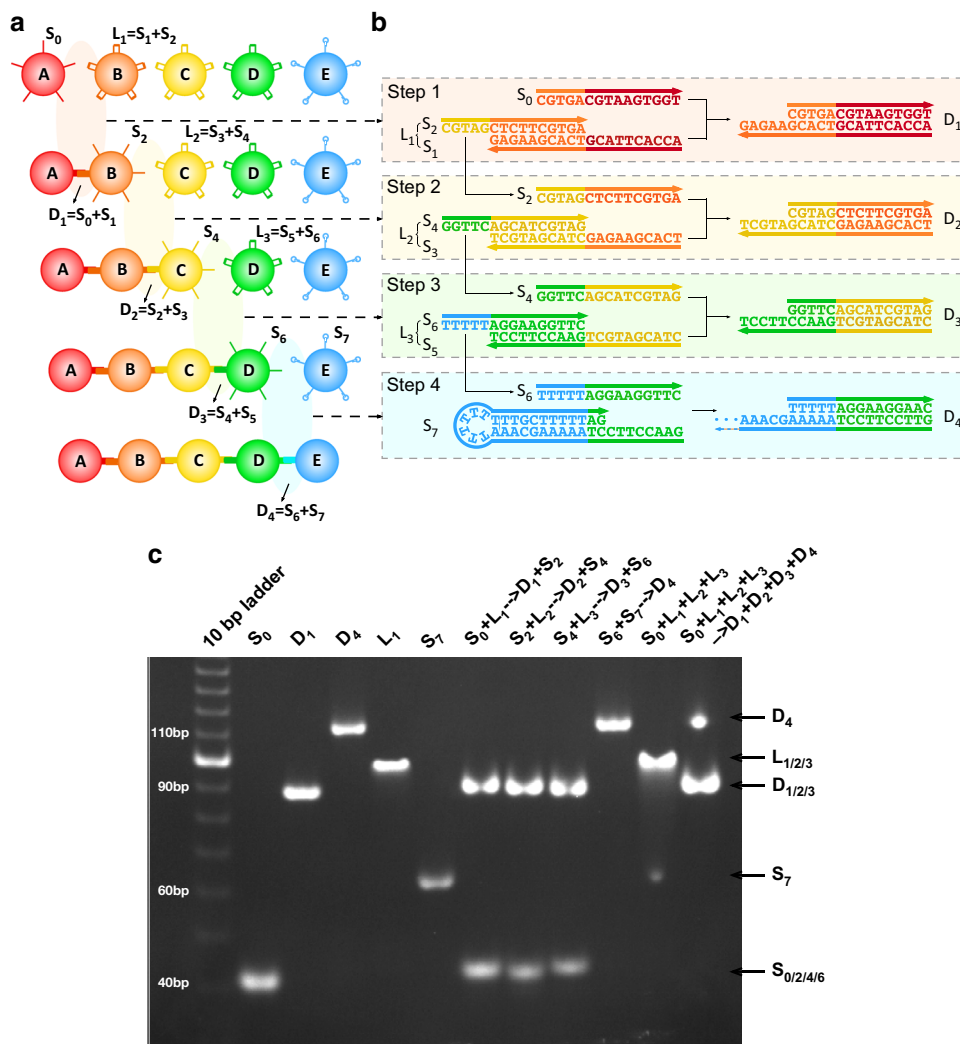 a
S0 L1=S1+S2
A B C D E
S2 L2=S3+S4
A B C D E
D1=S0+S1
S4 L3=S5+S6
A B C D E
D2=S2+S3
S6 S7
A B C D E
D3=S4+S5
A B C D E
D4=S6+S7
b
Step 1
S0 CGTGACGTAAGTGGT
L1 S2 CGTAGCTCTTCGTGA
S1 GAGAAGCACTGCATTCACCA
CGTGACGTAAGTGGT
GAGAAGCACTGCATTCACCA D1
Step 2
S2 CGTAGCTCTTCGTGA
L2 S4 GGTTCAGCATCGTAG
S3 TCGTAGCATCGAGAAGCACT
CGTAGCTCTTCGTGA
TCGTAGCATCGAGAAGCACT D2
Step 3
S4 GGTTCAGCATCGTAG
L3 S6 TTTTTAGGAAGGTTC
S5 TCCTTCCAAGTCGTAGCATC
GGTTCAGCATCGTAG
TCCTTCCAAGTCGTAGCATC D3
Step 4
S6 TTTTTAGGAAGGTTC
S7 TTTTTTT
TTTGCTTTTTAG
AAACGAAAAATCCTTCCAAG
TTTTTAGGAAGGAAC
...AAACGAAAAATCCTTCCTTG D4
c
10 bp ladder
S0
D1
D4
L1
S7
S0+L1-->D1+S2
S2+L2-->D2+S4
S4+L3-->D3+S6
S6+S7-->D4
S0+L1+L2+L3
S0+L1+L2+L3
-->D1+D2+D3+D4
110bp
90bp
60bp
40bp
D4
L1/2/3
D1/2/3
S7
S0/2/4/6